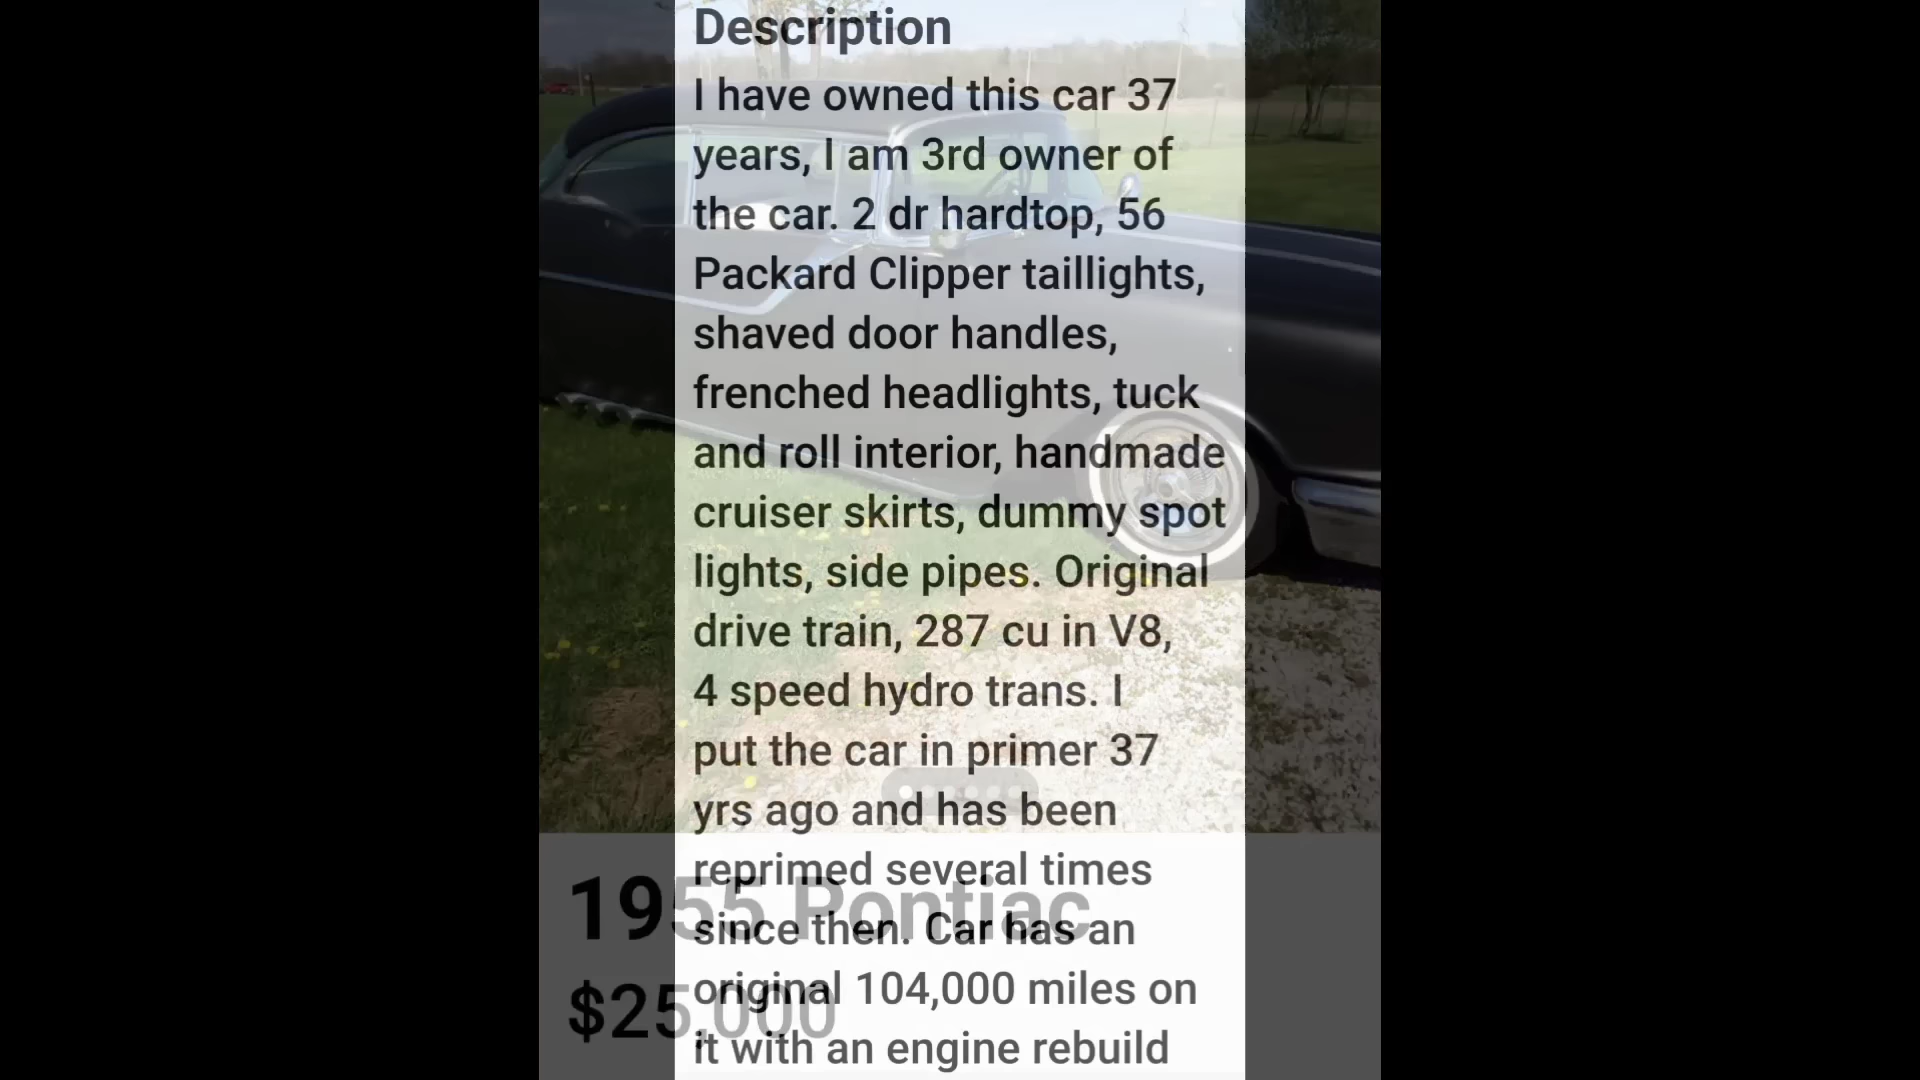 Description
I have owned this car 37
years, I am 3rd owner of
the car. 2 dr hardtop, 56
Packard Clipper taillights,
shaved door handles,
frenched headlights, tuck
and roll interior, handmade
cruiser skirts, dummy spot
lights, side pipes. Original
drive train, 287 cu in V8,
4 speed hydro trans. I
put the car in primer 37
yrs ago and has been
reprimed several times
since then. Car has an
original 104,000 miles on
it with an engine rebuild
1955 Pontiac
$25,000